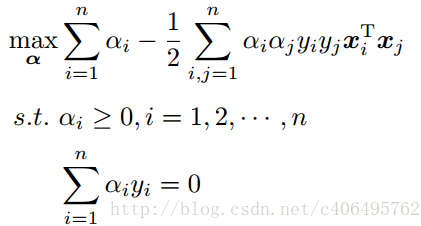 max_α ∑_{i=1}^{n} α_i − 1/2 ∑_{i,j=1}^{n} α_i α_j y_i y_j x_i^T x_j
s.t. α_i ≥ 0, i = 1, 2, ⋯ , n
∑_{i=1}^{n} α_i y_i = 0
http://blog.csdn.net/c406495762